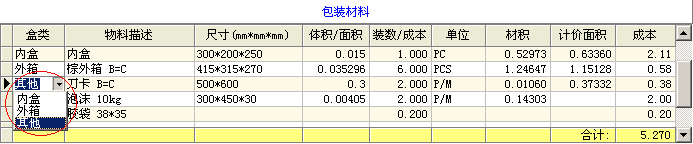 包装材料
盒类 物料描述 尺寸(mm*mm*mm) 体积/面积 装数/成本 单位 材积 计价面积 成本
内盒 内盒 300*200*250 0.015 1.000 PC 0.52973 0.63360 2.11
外箱 棕外箱 B=C 415*315*270 0.035296 6.000 PCS 1.24647 1.15128 0.58
其他 刀卡 B=C 500*600 0.3 2.000 P/M 0.01060 0.37332 0.38
内盒 泡沫 10kg 300*450*30 0.00405 2.000 P/M 0.14303 2.00
外箱
其他 胶袋 38*35 0.200 0.20
合计: 5.270